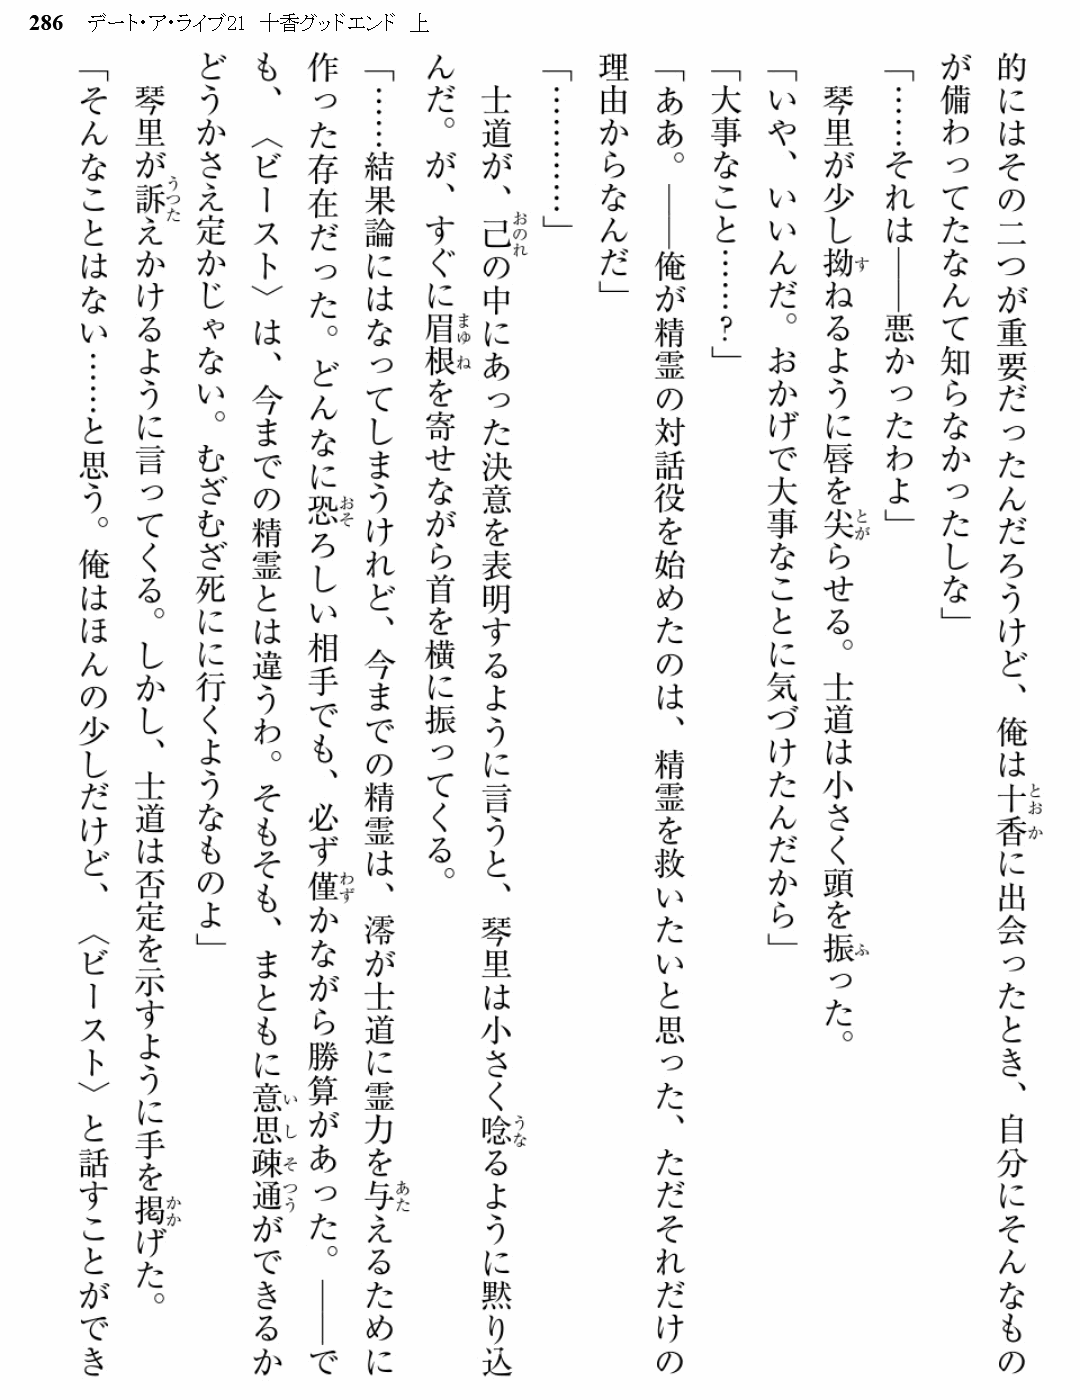 286 デート・ア・ライブ21 十香グッドエンド 上
的にはその二つが重要だったんだろうけど、俺は十香に出会ったとき、自分にそんなもの
が備わってたなんて知らなかったしな」
「……それは――悪かったわよ」
琴里が少し拗ねるように唇を尖らせる。士道は小さく頭を振った。
「いや、いいんだ。おかげで大事なことに気づけたんだから」
「大事なこと……?」
「ああ。――俺が精霊の対話役を始めたのは、精霊を救いたいと思った、ただそれだけの
理由からなんだ」
「…………」
士道が、己の中にあった決意を表明するように言うと、琴里は小さく唸るように黙り込
んだ。が、すぐに眉根を寄せながら首を横に振ってくる。
「……結果論にはなってしまうけれど、今までの精霊は、澪が士道に霊力を与えるために
作った存在だった。どんなに恐ろしい相手でも、必ず僅かながら勝算があった。――で
も、〈ビースト〉は、今までの精霊とは違うわ。そもそも、まともに意思疎通ができるか
どうかさえ定かじゃない。むざむざ死にに行くようなものよ」
琴里が訴えかけるように言ってくる。しかし、士道は否定を示すように手を掲げた。
「そんなことはない……と思う。俺はほんの少しだけど、〈ビースト〉と話すことができ